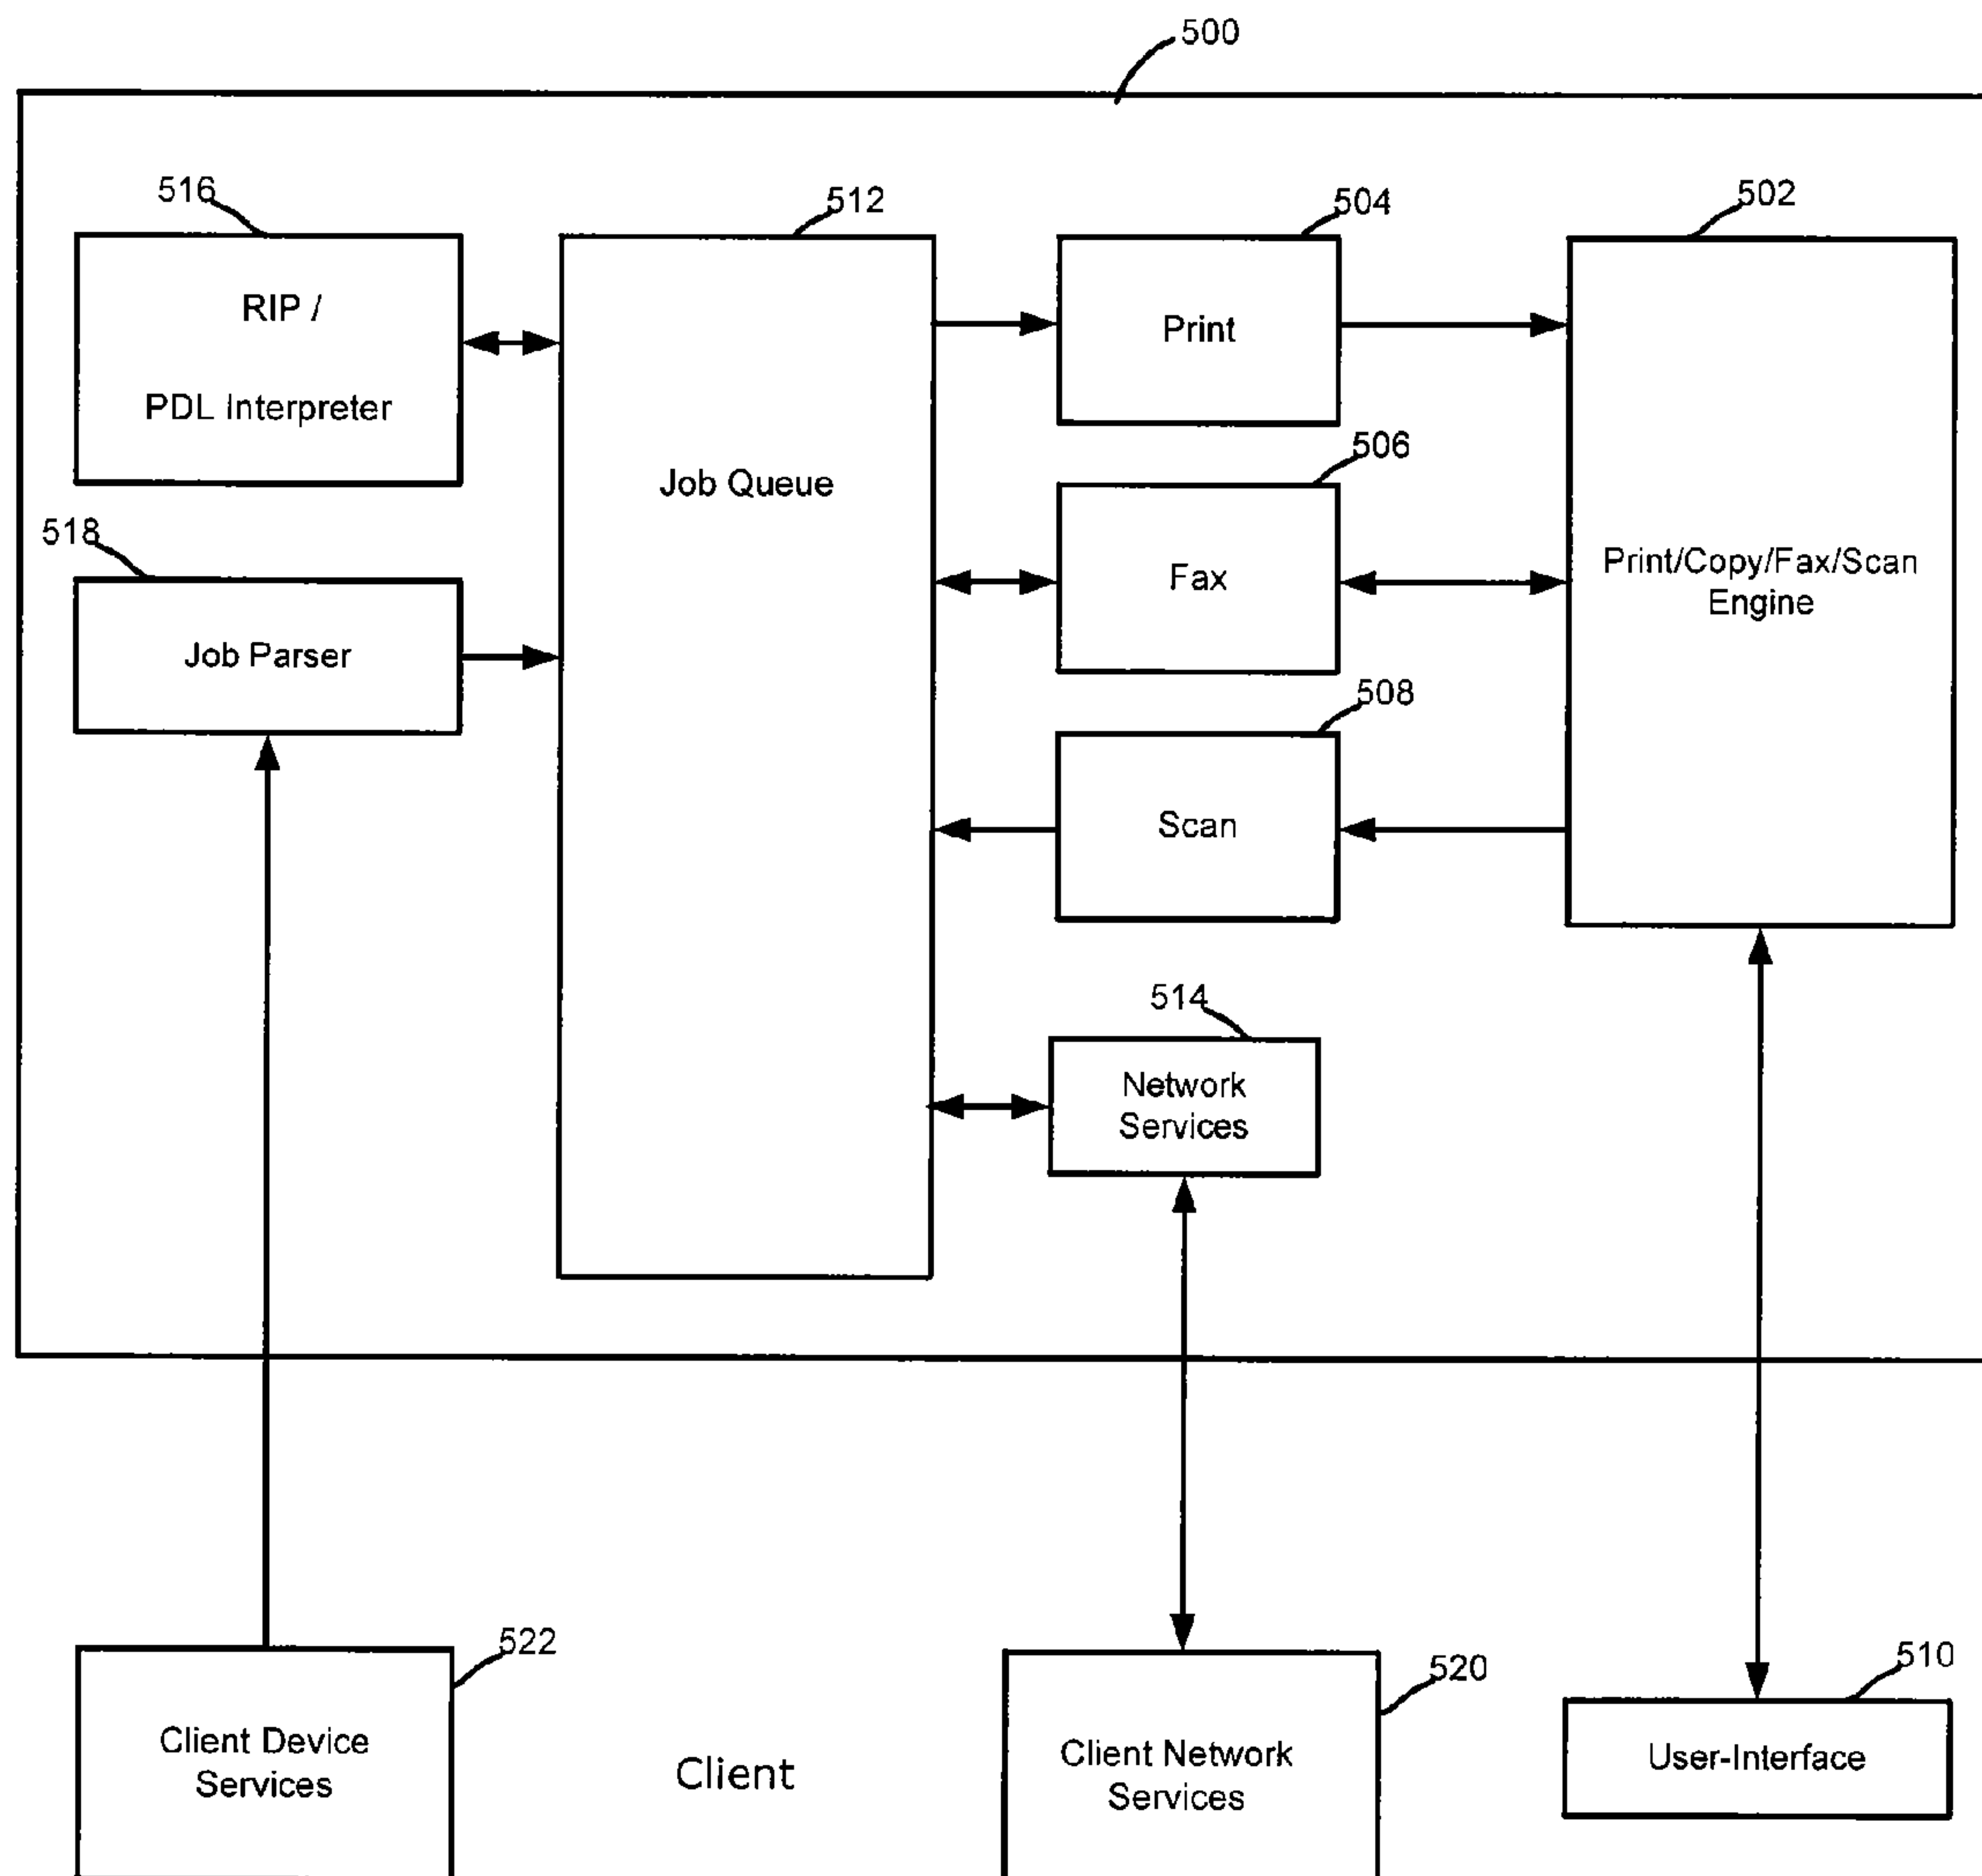 500
516
512
504
502
RIP /
PDL Interpreter
Job Queue
Print
Print/Copy/Fax/Scan
Engine
506
Fax
518
Job Parser
508
Scan
514
Network
Services
522
Client Device
Services
Client
520
Client Network
Services
510
User-Interface